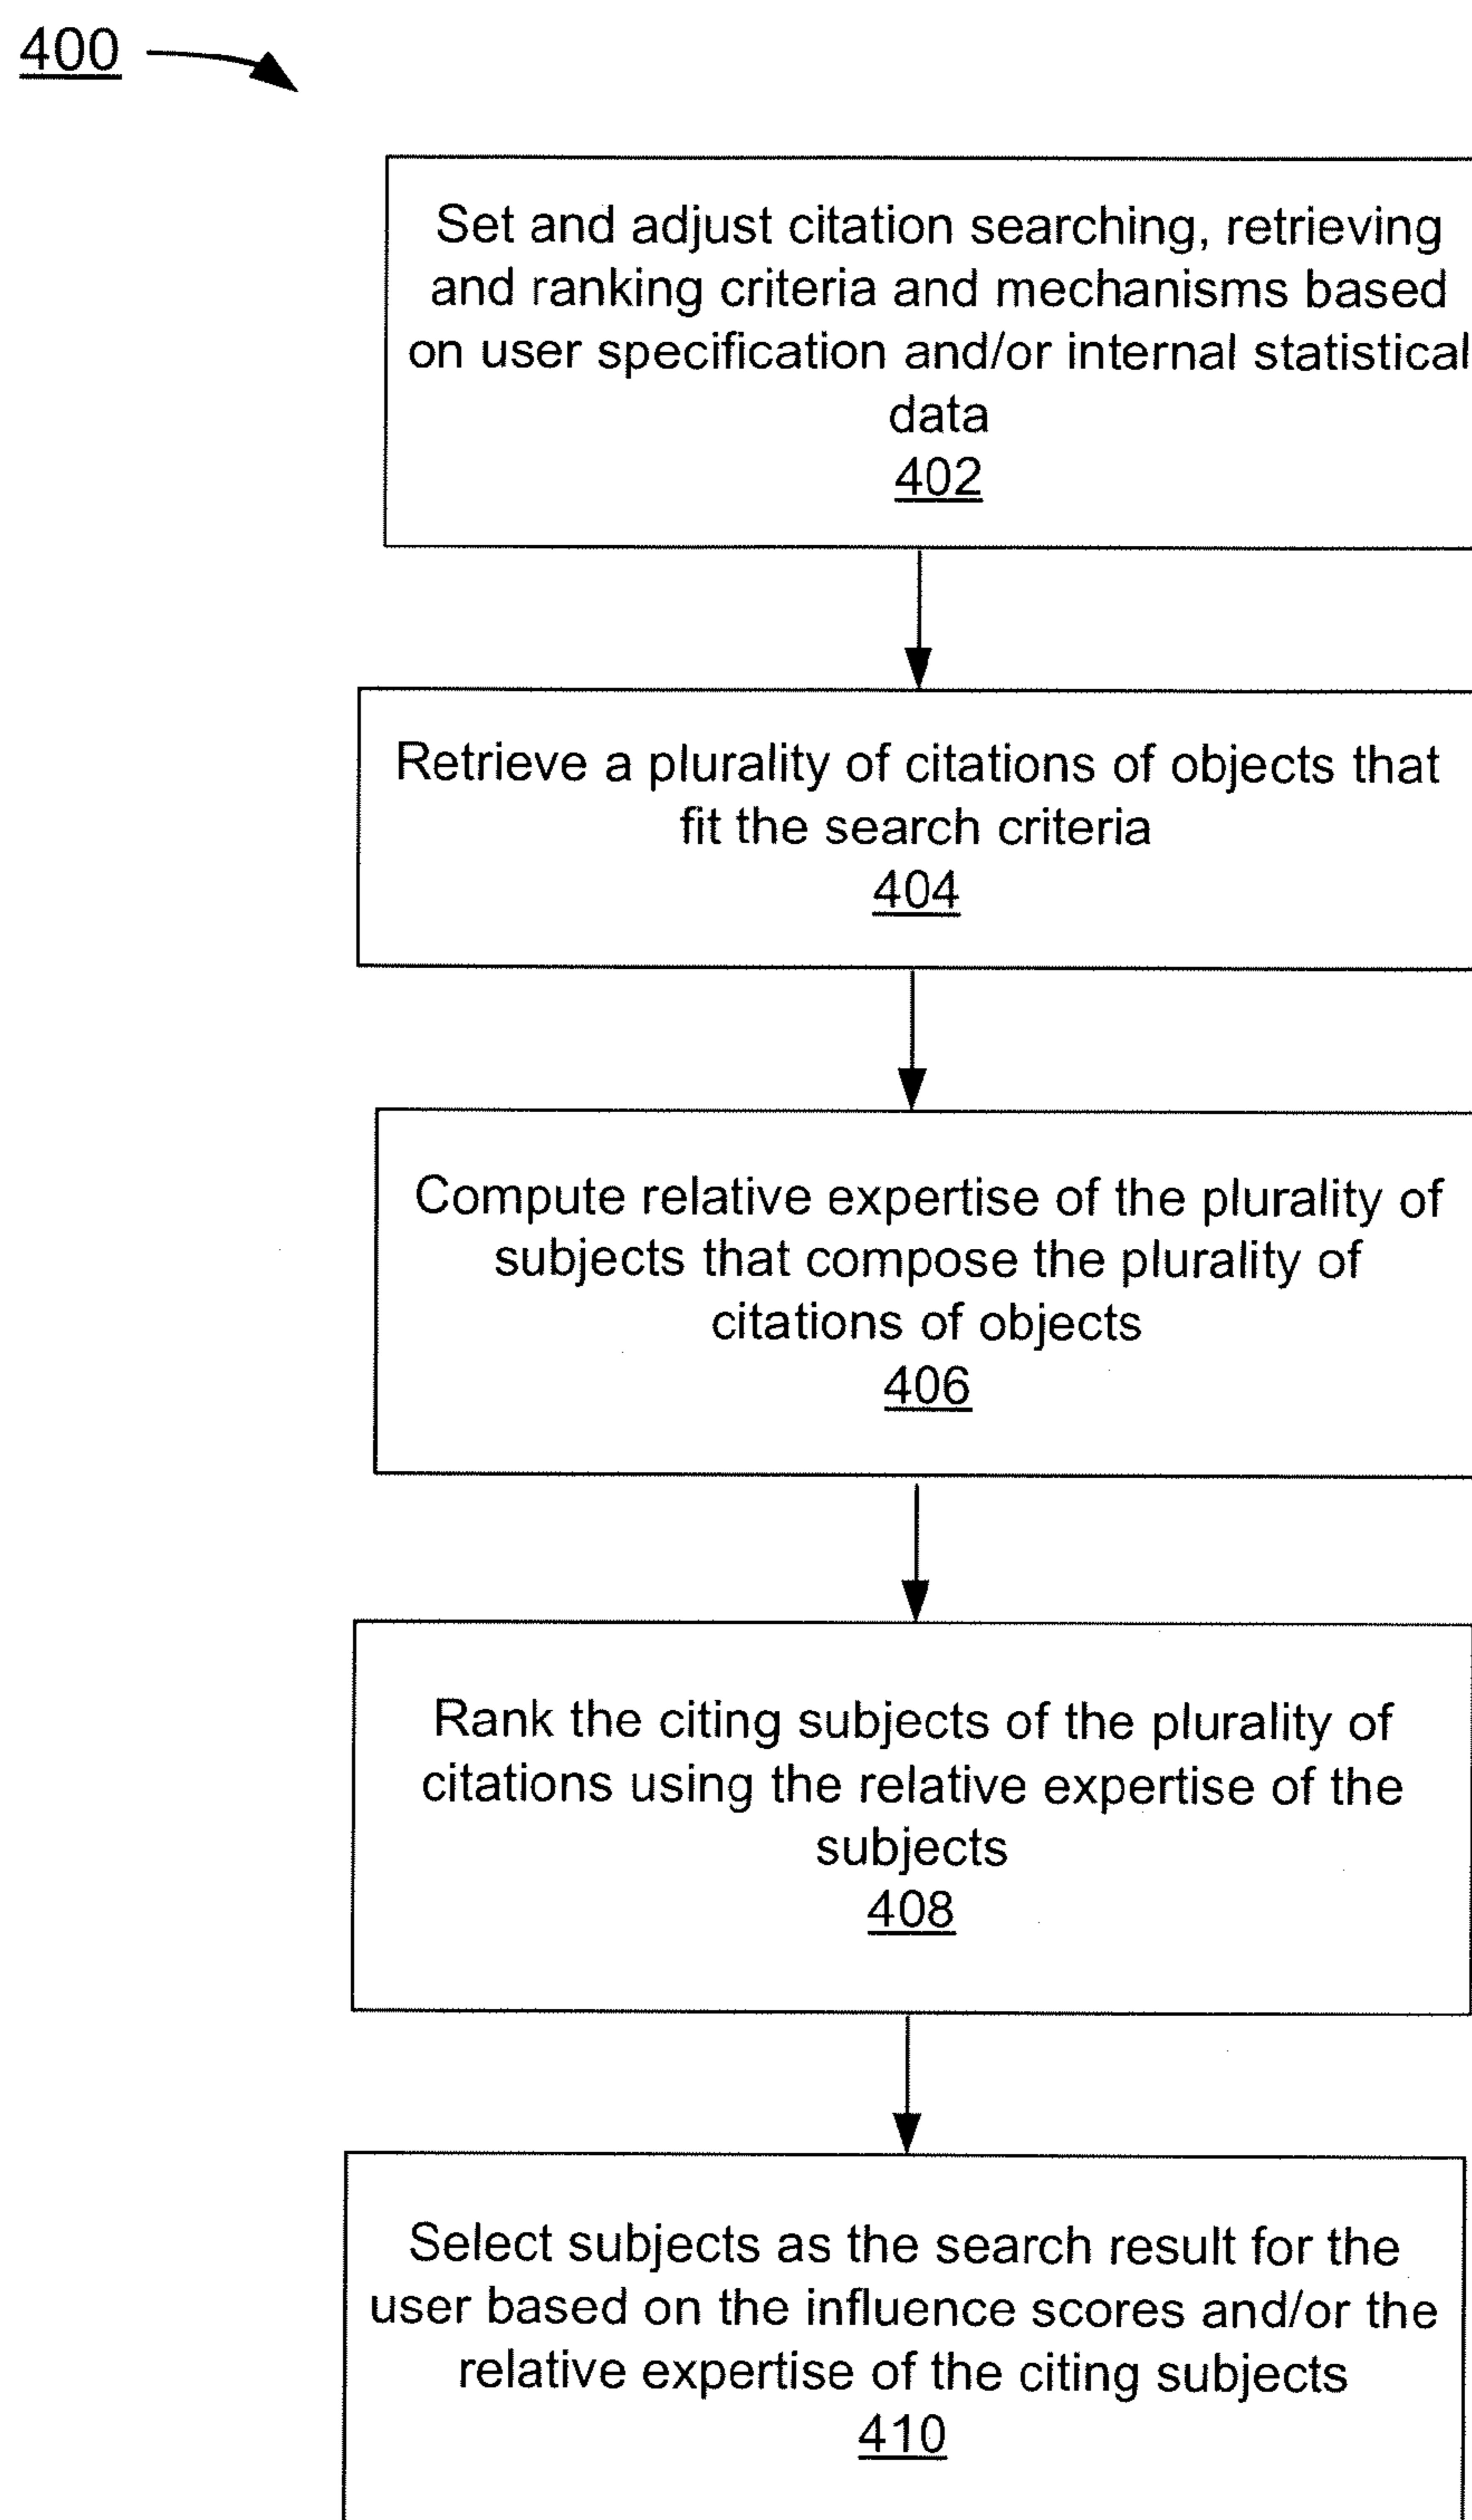 400
Set and adjust citation searching, retrieving
and ranking criteria and mechanisms based
on user specification and/or internal statistical
data
402
Retrieve a plurality of citations of objects that
fit the search criteria
404
Compute relative expertise of the plurality of
subjects that compose the plurality of
citations of objects
406
Rank the citing subjects of the plurality of
citations using the relative expertise of the
subjects
408
Select subjects as the search result for the
user based on the influence scores and/or the
relative expertise of the citing subjects
410